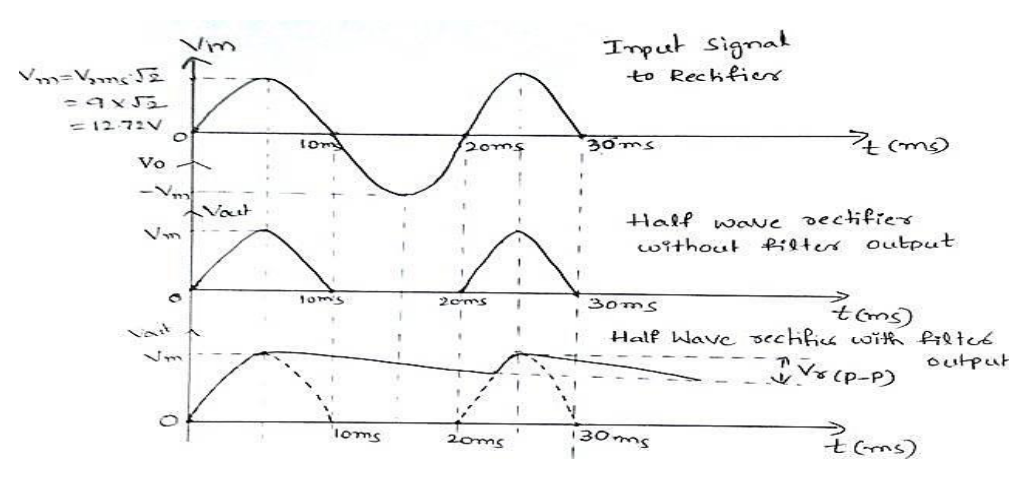 Vin
Input signal
to Rectifier
Vm=Vrms.√2
= 9×√2
= 12.72V
0
10ms
20ms
30ms
t(ms)
Vo
-Vm
Vout
Vm
Half wave rectifier
without filter output
0
10ms
20ms
30ms
t(ms)
Vout
Half Wave rectifier with filter
output
Vm
Vr(p-p)
0
10ms
20ms
30ms
t(ms)